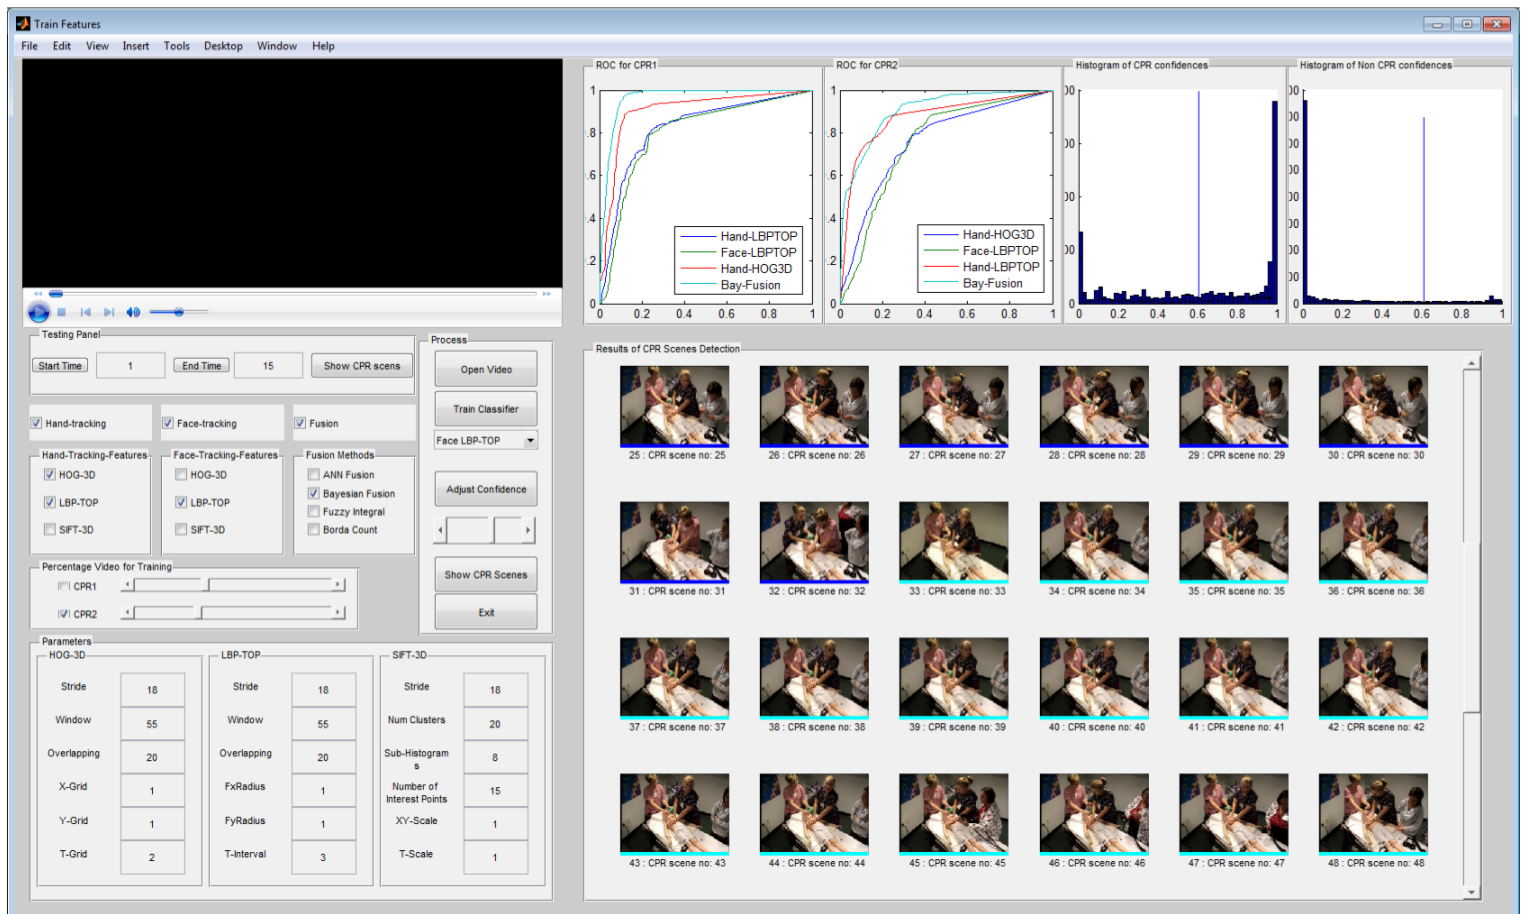 Train Features
File Edit View Insert Tools Desktop Window Help
ROC for CPR1
1
.8
.6
.4
.2
0
0 0.2 0.4 0.6 0.8 1
Hand-LBPTOP
Face-LBPTOP
Hand-HOG3D
Bay-Fusion
ROC for CPR2
1
.8
.6
.4
.2
0
0 0.2 0.4 0.6 0.8 1
Hand-HOG3D
Face-LBPTOP
Hand-LBPTOP
Bay-Fusion
Histogram of CPR confidences
00
00
00
00
0
0 0.2 0.4 0.6 0.8 1
Histogram of Non CPR confidences
00
00
00
00
00
00
00
00
0
0 0.2 0.4 0.6 0.8 1
Testing Panel
Start Time 1 End Time 15 Show CPR scens
Hand-tracking Face-tracking Fusion
Hand-Tracking-Features
HOG-3D
LBP-TOP
SIFT-3D
Face-Tracking-Features
HOG-3D
LBP-TOP
SIFT-3D
Fusion Methods
ANN Fusion
Bayesian Fusion
Fuzzy Integral
Borda Count
Percentage Video for Training
CPR1
CPR2
Process
Open Video
Train Classifier
Face LBP-TOP
Adjust Confidence
Show CPR Scenes
Exit
Parameters
HOG-3D
Stride 18
Window 55
Overlapping 20
X-Grid 1
Y-Grid 1
T-Grid 2
LBP-TOP
Stride 18
Window 55
Overlapping 20
FxRadius 1
FyRadius 1
T-Interval 3
SIFT-3D
Stride 18
Num Clusters 20
Sub-Histogram
s 8
Number of
Interest Points 15
XY-Scale 1
T-Scale 1
Results of CPR Scenes Detection
25 : CPR scene no: 25 26 : CPR scene no: 26 27 : CPR scene no: 27 28 : CPR scene no: 28 29 : CPR scene no: 29 30 : CPR scene no: 30
31 : CPR scene no: 31 32 : CPR scene no: 32 33 : CPR scene no: 33 34 : CPR scene no: 34 35 : CPR scene no: 35 36 : CPR scene no: 36
37 : CPR scene no: 37 38 : CPR scene no: 38 39 : CPR scene no: 39 40 : CPR scene no: 40 41 : CPR scene no: 41 42 : CPR scene no: 42
43 : CPR scene no: 43 44 : CPR scene no: 44 45 : CPR scene no: 45 46 : CPR scene no: 46 47 : CPR scene no: 47 48 : CPR scene no: 48